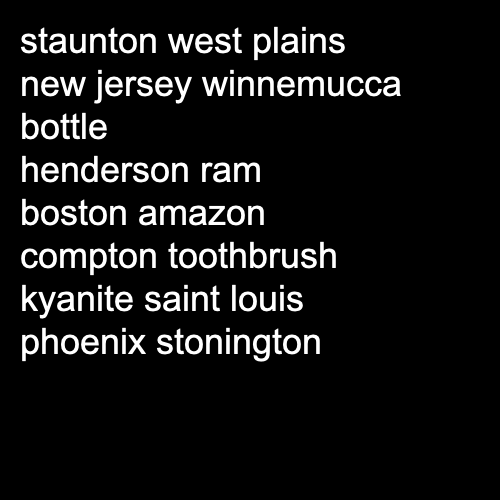 staunton west plains
new jersey winnemucca
bottle
henderson ram
boston amazon
compton toothbrush
kyanite saint louis
phoenix stonington